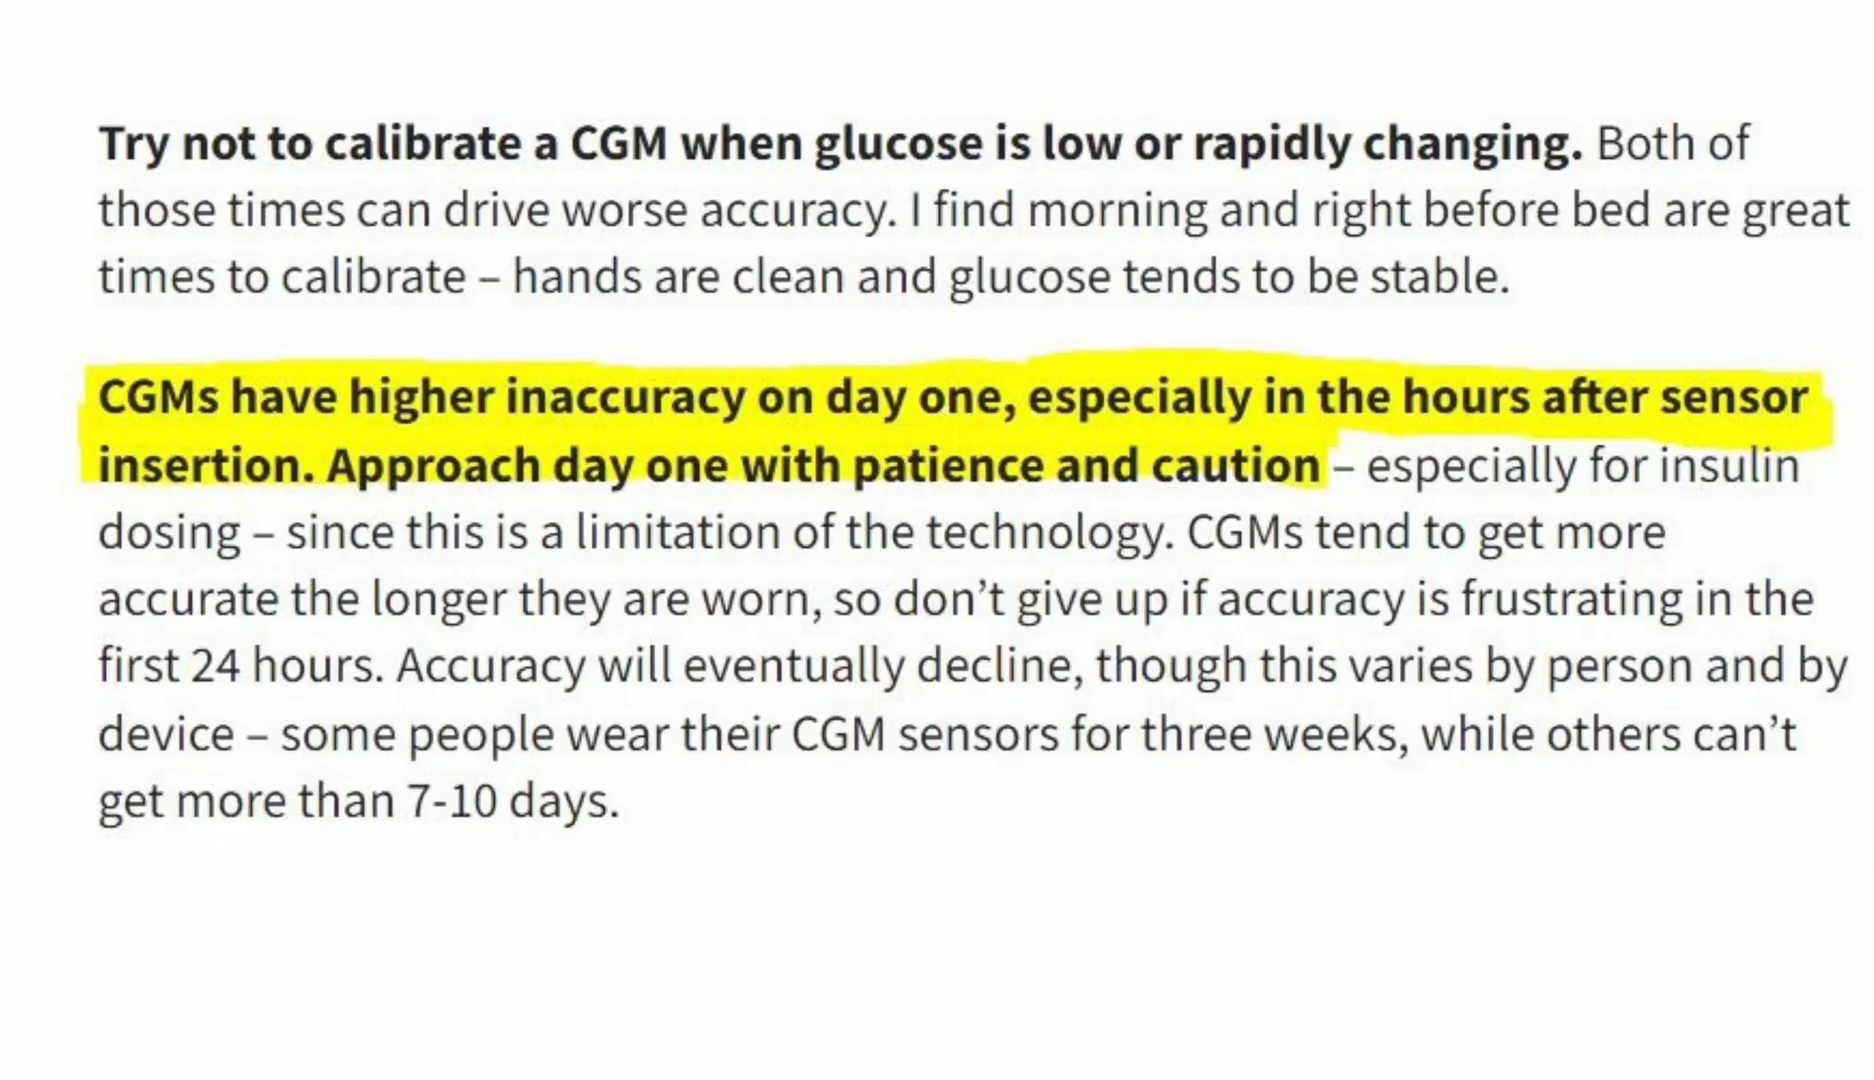 Try not to calibrate a CGM when glucose is low or rapidly changing. Both of
those times can drive worse accuracy. I find morning and right before bed are great
times to calibrate – hands are clean and glucose tends to be stable.
CGMs have higher inaccuracy on day one, especially in the hours after sensor
insertion. Approach day one with patience and caution – especially for insulin
dosing – since this is a limitation of the technology. CGMs tend to get more
accurate the longer they are worn, so don’t give up if accuracy is frustrating in the
first 24 hours. Accuracy will eventually decline, though this varies by person and by
device – some people wear their CGM sensors for three weeks, while others can’t
get more than 7-10 days.